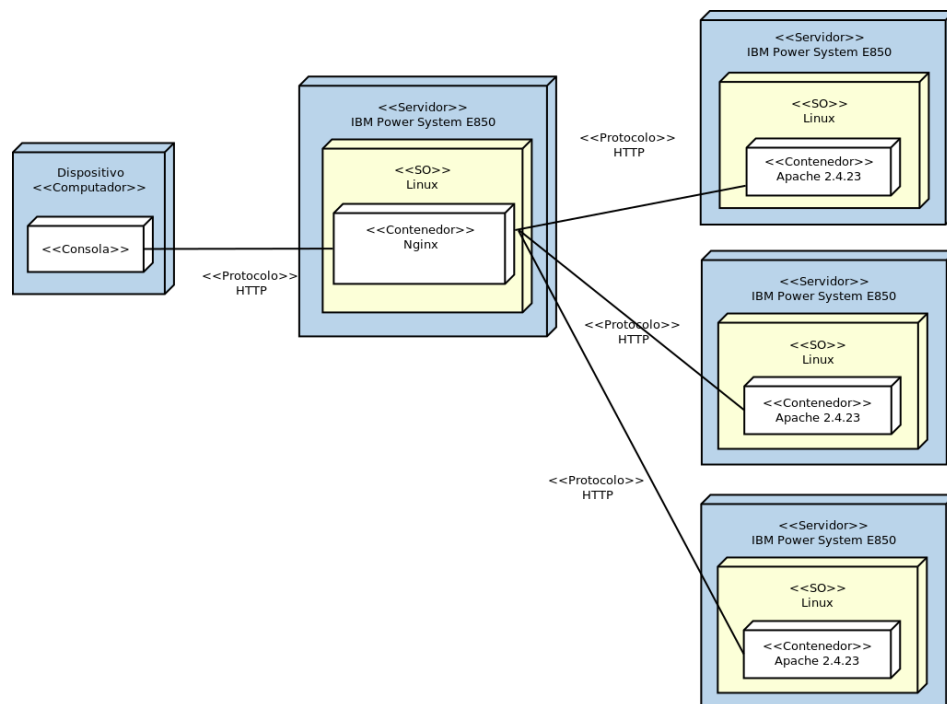 Dispositivo
<<Computador>>
<<Consola>>
<<Protocolo>>
HTTP
<<Servidor>>
IBM Power System E850
<<SO>>
Linux
<<Contenedor>>
Nginx
<<Protocolo>>
HTTP
<<Protocolo>>
HTTP
<<Protocolo>>
HTTP
<<Servidor>>
IBM Power System E850
<<SO>>
Linux
<<Contenedor>>
Apache 2.4.23
<<Servidor>>
IBM Power System E850
<<SO>>
Linux
<<Contenedor>>
Apache 2.4.23
<<Servidor>>
IBM Power System E850
<<SO>>
Linux
<<Contenedor>>
Apache 2.4.23